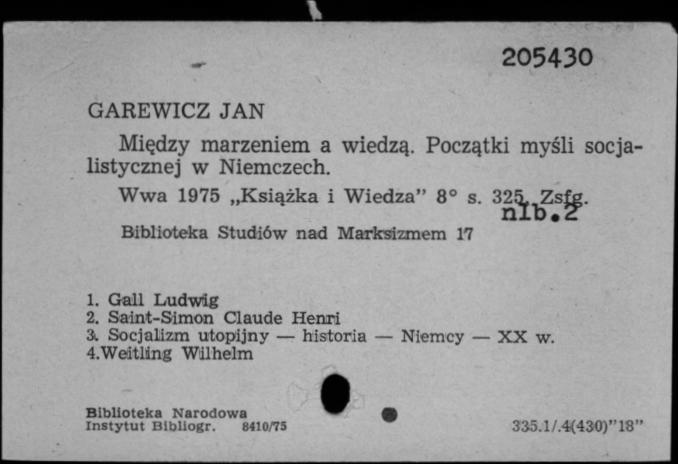 205430
GAREWICZ JAN
Między marzeniem a wiedzą. Początki myśli socja-
listycznej w Niemczech.
Wwa 1975 „Książka i Wiedza” 8° s. 325, Zsfg.
nlb.2
Biblioteka Studiów nad Marksizmem 17
1. Gall Ludwig
2. Saint-Simon Claude Henri
3. Socjalizm utopijny — historia — Niemcy — XX w.
4.Weitling Wilhelm
Biblioteka Narodowa
Instytut Bibliogr. 8410/75
335.1/.4(430)”18”